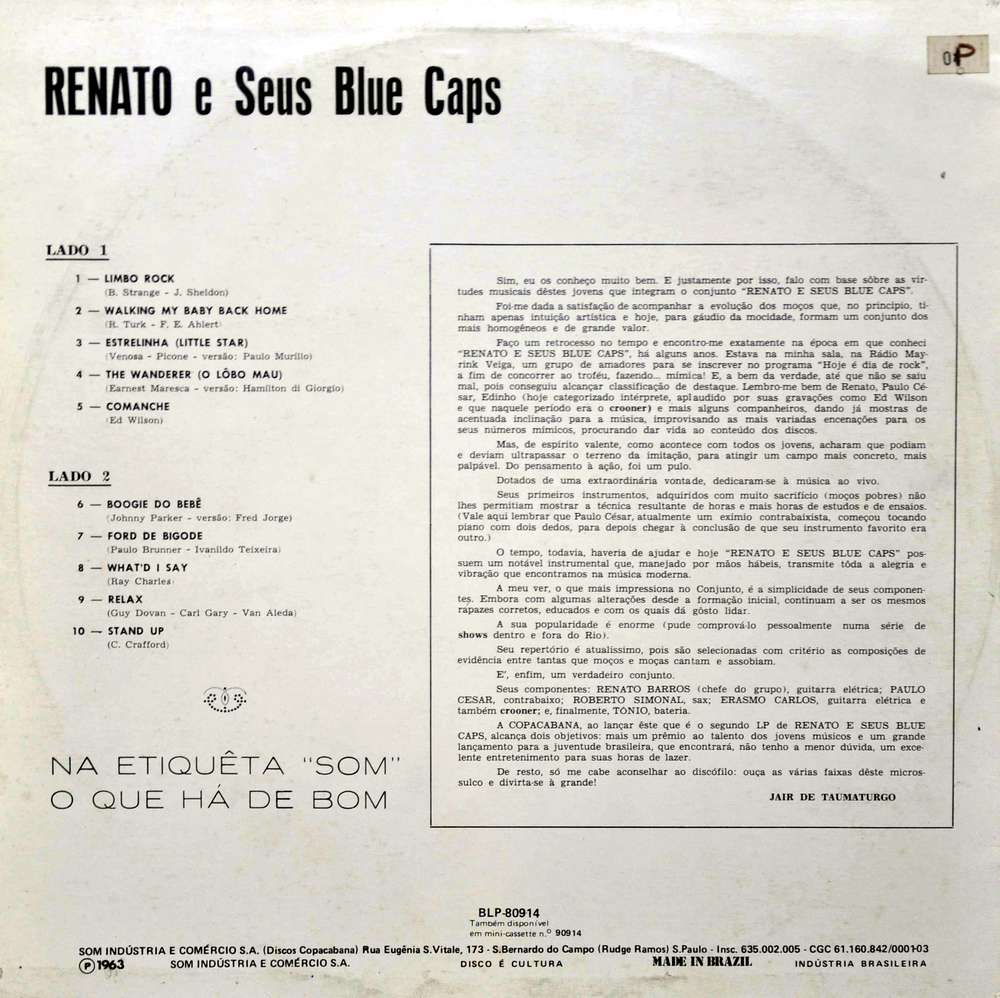 RENATO e Seus Blue Caps
P
LADO 1
1 — LIMBO ROCK
(B. Strange - J. Sheldon)
2 — WALKING MY BABY BACK HOME
(R. Turk - F. E. Ahlert)
3 — ESTRELINHA (LITTLE STAR)
(Venosa - Picone - versão: Paulo Murillo)
4 — THE WANDERER (O LÔBO MAU)
(Earnest Maresca - versão: Hamilton di Giorgio)
5 — COMANCHE
(Ed Wilson)
LADO 2
6 — BOOGIE DO BEBÊ
(Johnny Parker - versão: Fred Jorge)
7 — FORD DE BIGODE
(Paulo Brunner - Ivanildo Teixeira)
8 — WHAT'D I SAY
(Ray Charles)
9 — RELAX
(Guy Dovan - Carl Gary - Van Aleda)
10 — STAND UP
(C. Crafford)
NA ETIQUÊTA "SOM"
O QUE HÁ DE BOM
Sim, eu os conheço muito bem. E justamente por isso, falo com base sôbre as vir-
tudes musicais dêstes jovens que integram o conjunto "RENATO E SEUS BLUE CAPS".
Foi-me dada a satisfação de acompanhar a evolução dos moços que, no princípio, ti-
nham apenas intuição artística e hoje, para gáudio da mocidade, formam um conjunto dos
mais homogêneos e de grande valor.
Faço um retrocesso no tempo e encontro-me exatamente na época em que conheci
"RENATO E SEUS BLUE CAPS", há alguns anos. Estava na minha sala, na Rádio May-
rink Veiga, um grupo de amadores para se inscrever no programa "Hoje é dia de rock",
a fim de concorrer ao troféu, fazendo... mímica! E, a bem da verdade, até que não se saiu
mal, pois conseguiu alcançar classificação de destaque. Lembro-me bem de Renato, Paulo Cé-
sar, Edinho (hoje categorizado intérprete, aplaudido por suas gravações como Ed Wilson
e que naquele período era o crooner) e mais alguns companheiros, dando já mostras de
acentuada inclinação para a música, improvisando as mais variadas encenações para os
seus números mímicos, procurando dar vida ao conteúdo dos discos.
Mas, de espírito valente, como acontece com todos os jovens, acharam que podiam
e deviam ultrapassar o terreno da imitação, para atingir um campo mais concreto, mais
palpável. Do pensamento à ação, foi um pulo.
Dotados de uma extraordinária vontade, dedicaram-se à música ao vivo.
Seus primeiros instrumentos, adquiridos com muito sacrifício (moços pobres) não
lhes permitiam mostrar a técnica resultante de horas e mais horas de estudos e de ensaios.
(Vale aqui lembrar que Paulo César, atualmente um exímio contrabaixista, começou tocando
piano com dois dedos, para depois chegar à conclusão de que seu instrumento favorito era
outro.)
O tempo, todavia, haveria de ajudar e hoje "RENATO E SEUS BLUE CAPS" pos-
suem um notável instrumental que, manejado por mãos hábeis, transmite tôda a alegria e
vibração que encontramos na música moderna.
A meu ver, o que mais impressiona no Conjunto, é a simplicidade de seus componen-
tes. Embora com algumas alterações desde a formação inicial, continuam a ser os mesmos
rapazes corretos, educados e com os quais dá gôsto lidar.
A sua popularidade é enorme (pude comprová-lo pessoalmente numa série de
shows dentro e fora do Rio).
Seu repertório é atualíssimo, pois são selecionadas com critério as composições de
evidência entre tantas que moços e moças cantam e assobiam.
E', enfim, um verdadeiro conjunto.
Seus componentes: RENATO BARROS (chefe do grupo), guitarra elétrica; PAULO
CESAR, contrabaixo; ROBERTO SIMONAL, sax; ERASMO CARLOS, guitarra elétrica e
também crooner; e, finalmente, TÔNIO, bateria.
A COPACABANA, ao lançar êste que é o segundo LP de RENATO E SEUS BLUE
CAPS, alcança dois objetivos: mais um prêmio ao talento dos jovens músicos e um grande
lançamento para a juventude brasileira, que encontrará, não tenho a menor dúvida, um exce-
lente entretenimento para suas horas de lazer.
De resto, só me cabe aconselhar ao discófilo: ouça as várias faixas dêste micros-
sulco e divirta-se à grande!
JAIR DE TAUMATURGO
BLP-80914
Também disponível
em mini-cassette n.º 90914
SOM INDÚSTRIA E COMÉRCIO S.A. (Discos Copacabana) Rua Eugênia S.Vitale, 173 - S.Bernardo do Campo (Rudge Ramos) S.Paulo - Insc. 635.002.005 - CGC 61.160.842/0001-03
℗ 1963 SOM INDÚSTRIA E COMÉRCIO S.A. DISCO É CULTURA MADE IN BRAZIL INDÚSTRIA BRASILEIRA